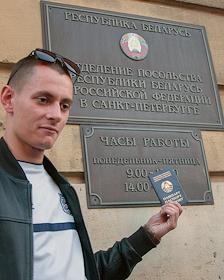 РЕСПУБЛИКА БЕЛАРУСЬ
ОТДЕЛЕНИЕ ПОСОЛЬСТВА
РЕСПУБЛИКИ БЕЛАРУСЬ
В РОССИЙСКОЙ ФЕДЕРАЦИИ
В САНКТ-ПЕТЕРБУРГЕ
ЧАСЫ РАБОТЫ
ПОНЕДЕЛЬНИК-ПЯТНИЦА
9.00
14.00